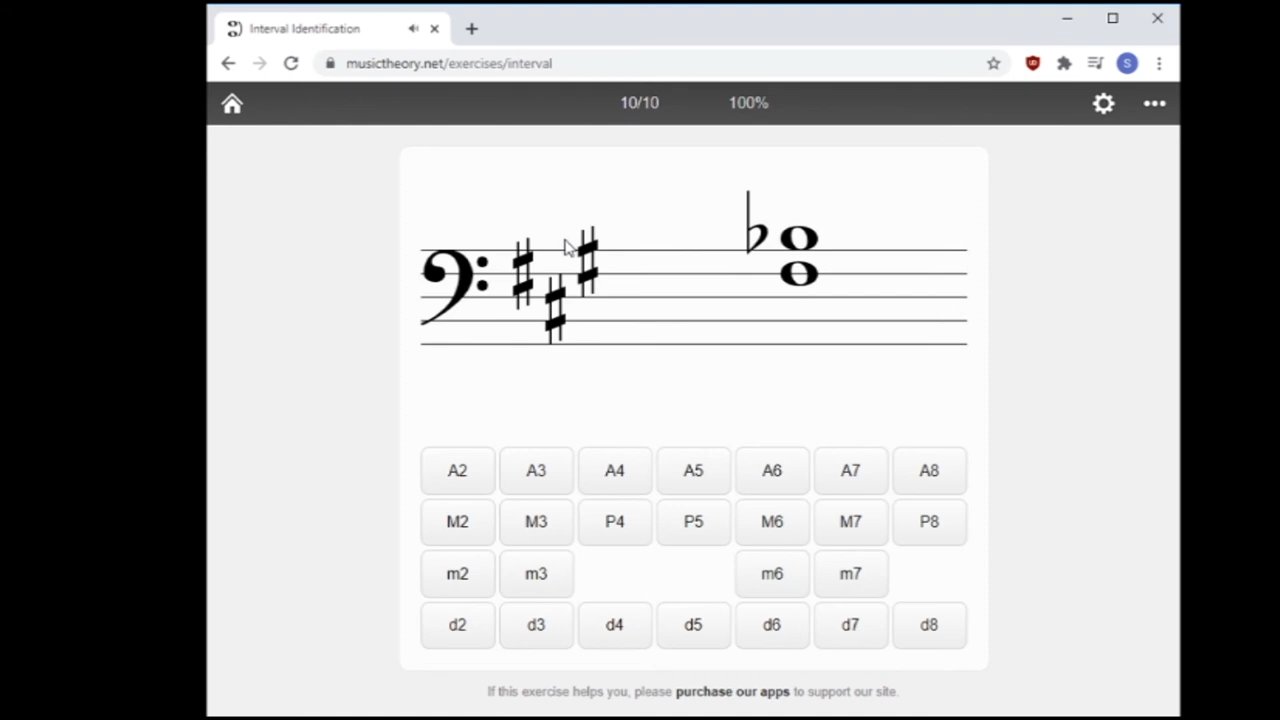 Interval Identification
musictheory.net/exercises/interval
S
10/10 100%
A2 A3 A4 A5 A6 A7 A8
M2 M3 P4 P5 M6 M7 P8
m2 m3 m6 m7
d2 d3 d4 d5 d6 d7 d8
If this exercise helps you, please purchase our apps to support our site.